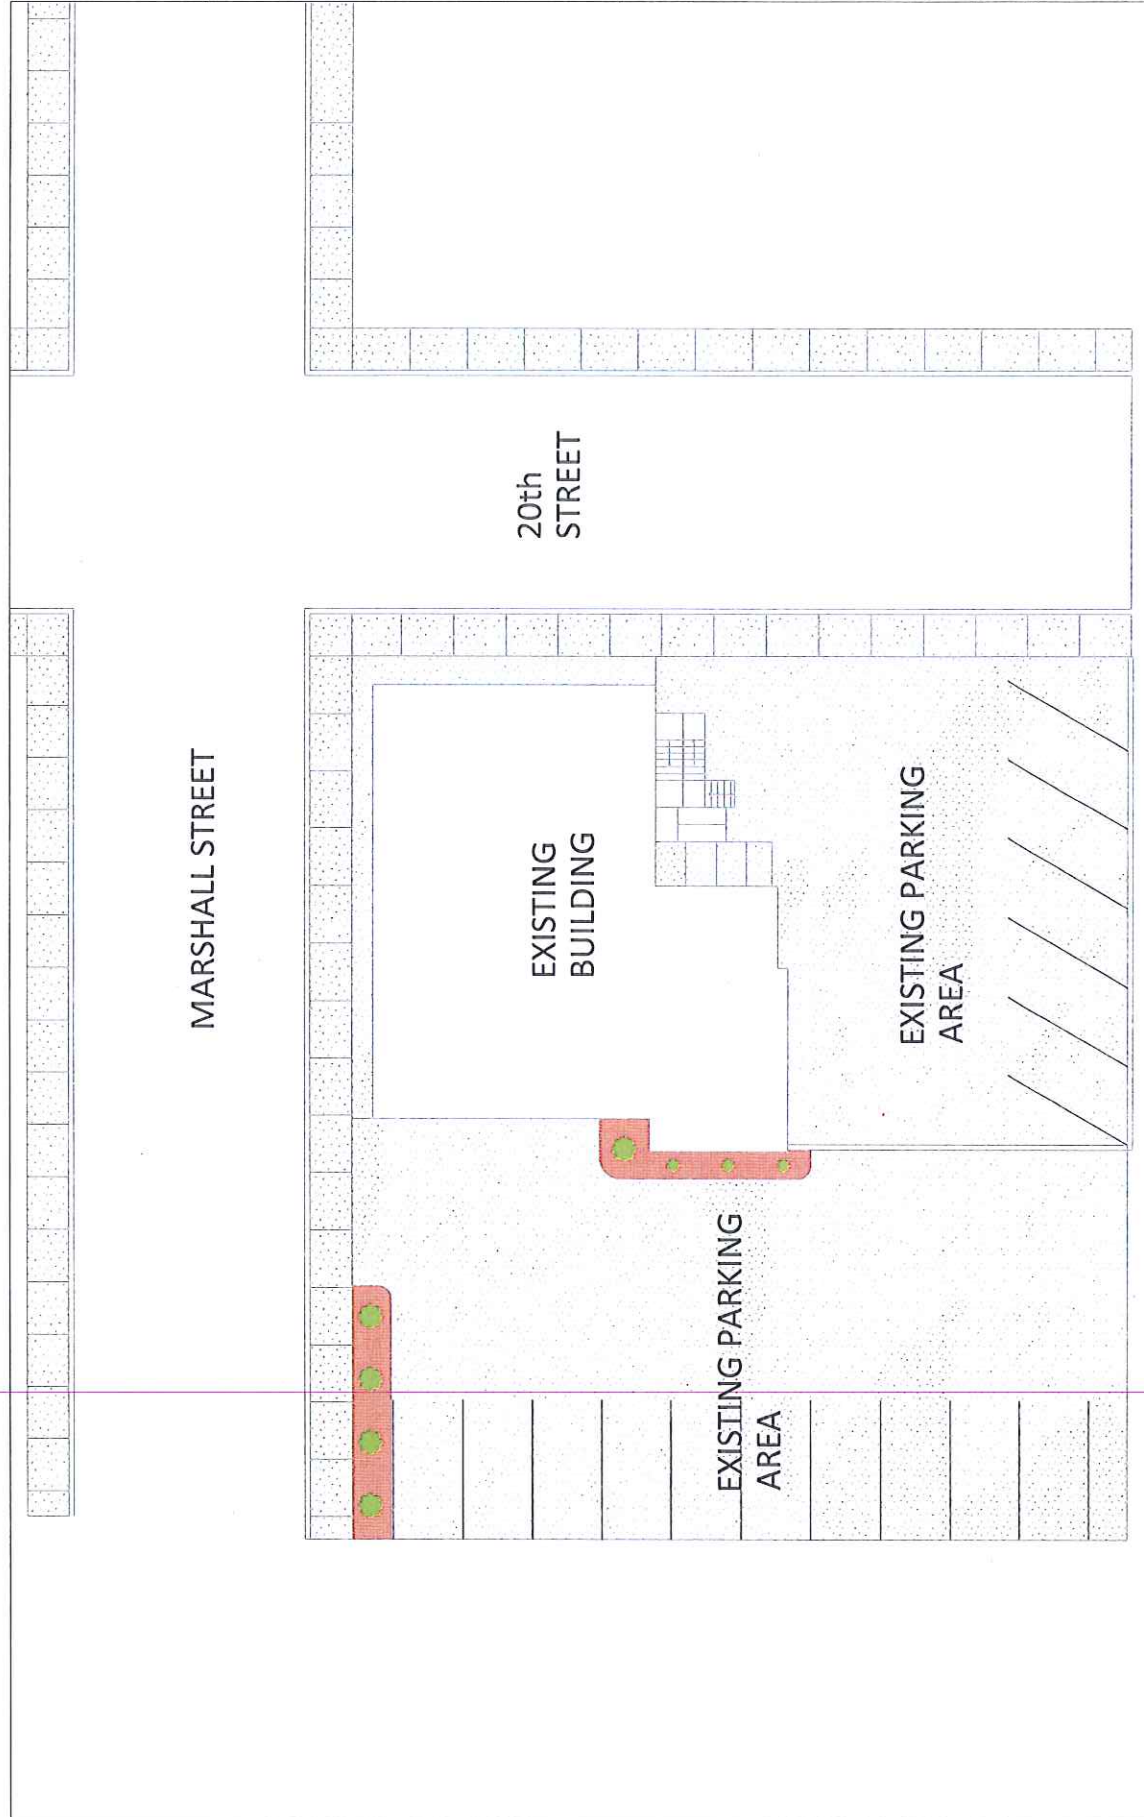 MARSHALL STREET
20th
STREET
EXISTING
BUILDING
EXISTING PARKING
AREA
EXISTING PARKING
AREA